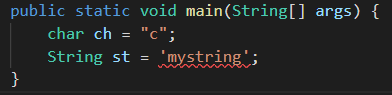 public static void main(String[] args) {
    char ch = "c";
    String st = 'mystring';
}